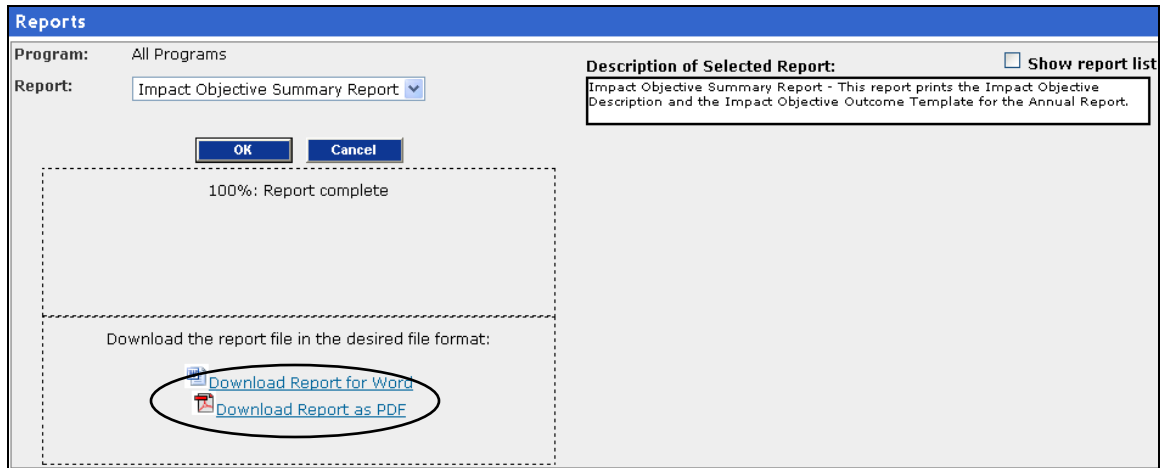 Reports
Program: All Programs
Report: Impact Objective Summary Report
Description of Selected Report:
Show report list
Impact Objective Summary Report - This report prints the Impact Objective
Description and the Impact Objective Outcome Template for the Annual Report.
OK Cancel
100%: Report complete
Download the report file in the desired file format:
Download Report for Word
Download Report as PDF